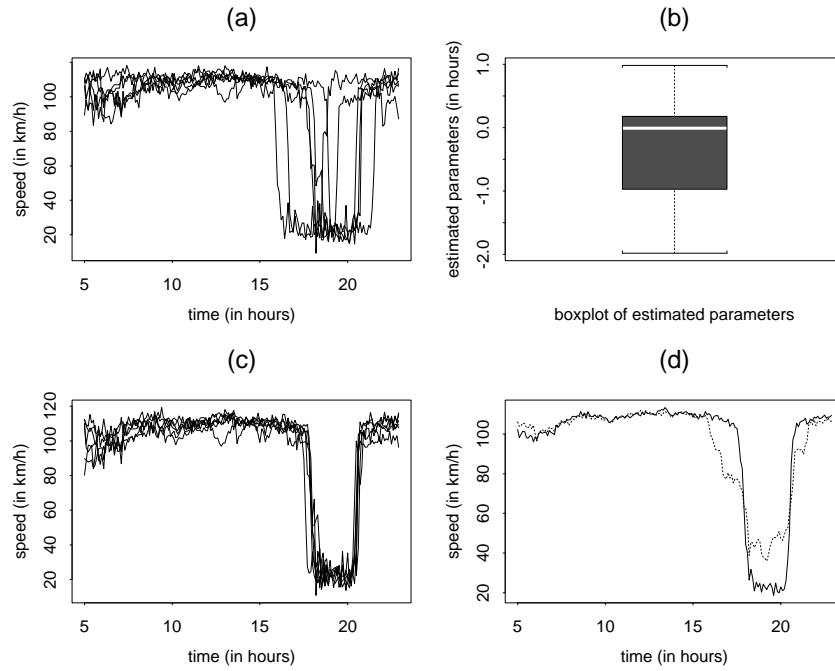 (a)
speed (in km/h)
100
80
60
40
20
5
10
15
20
time (in hours)
(b)
estimated parameters (in hours)
1.0
0.0
-1.0
-2.0
boxplot of estimated parameters
(c)
speed (in km/h)
120
100
80
60
40
20
5
10
15
20
time (in hours)
(d)
speed (in km/h)
100
80
60
40
20
5
10
15
20
time (in hours)